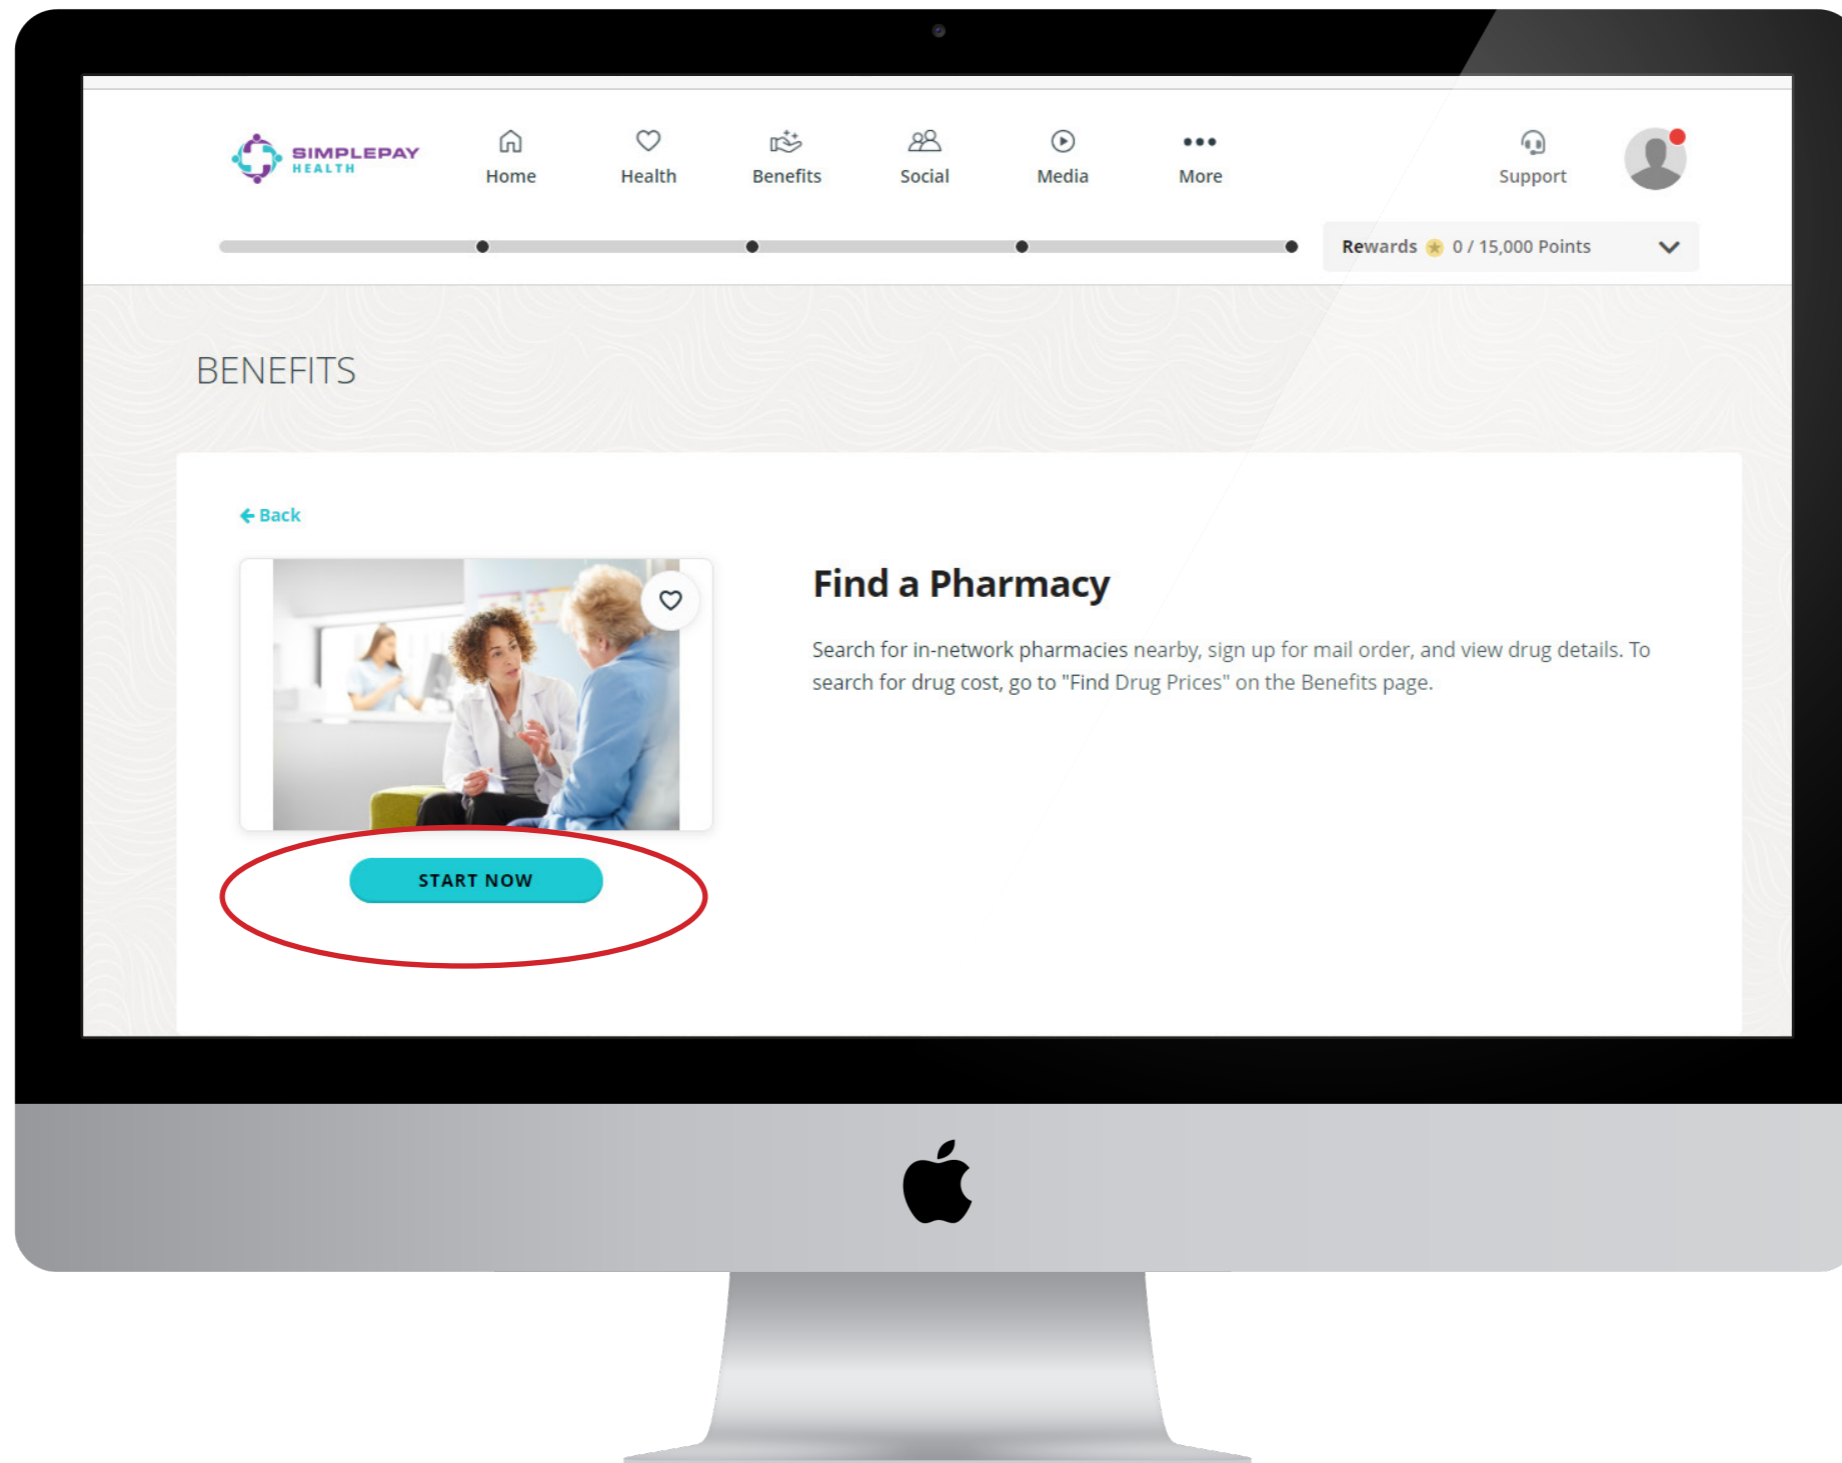 SIMPLEPAY
HEALTH
Home
Health
Benefits
Social
Media
More
Support
Rewards 0 / 15,000 Points
BENEFITS
Back
Find a Pharmacy
Search for in-network pharmacies nearby, sign up for mail order, and view drug details. To
search for drug cost, go to "Find Drug Prices" on the Benefits page.
START NOW